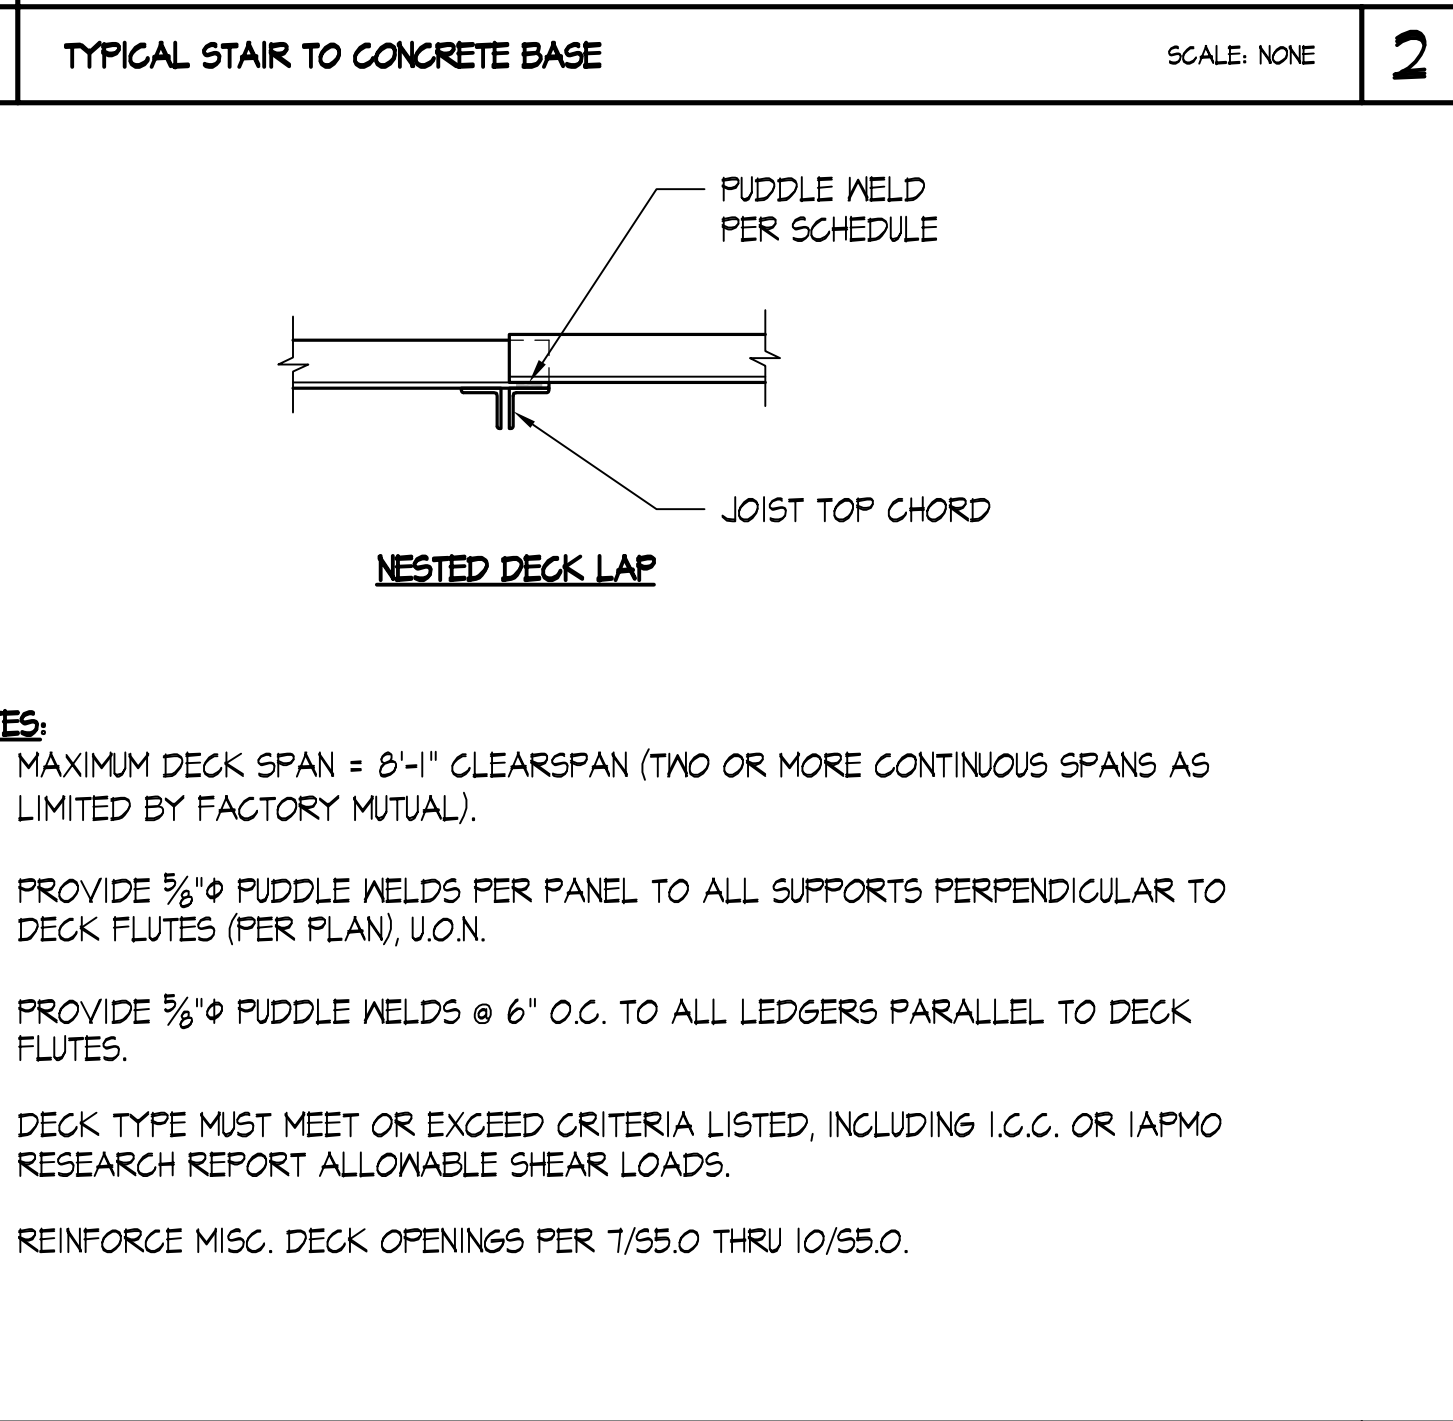 TYPICAL STAIR TO CONCRETE BASE
SCALE: NONE
2
PUDDLE WELD
PER SCHEDULE
JOIST TOP CHORD
NESTED DECK LAP
ES:
MAXIMUM DECK SPAN = 8'-1" CLEARSPAN (TWO OR MORE CONTINUOUS SPANS AS
LIMITED BY FACTORY MUTUAL).
PROVIDE ⅝"Φ PUDDLE WELDS PER PANEL TO ALL SUPPORTS PERPENDICULAR TO
DECK FLUTES (PER PLAN), U.O.N.
PROVIDE ⅝"Φ PUDDLE WELDS @ 6" O.C. TO ALL LEDGERS PARALLEL TO DECK
FLUTES.
DECK TYPE MUST MEET OR EXCEED CRITERIA LISTED, INCLUDING I.C.C. OR IAPMO
RESEARCH REPORT ALLOWABLE SHEAR LOADS.
REINFORCE MISC. DECK OPENINGS PER 7/S5.0 THRU 10/S5.0.